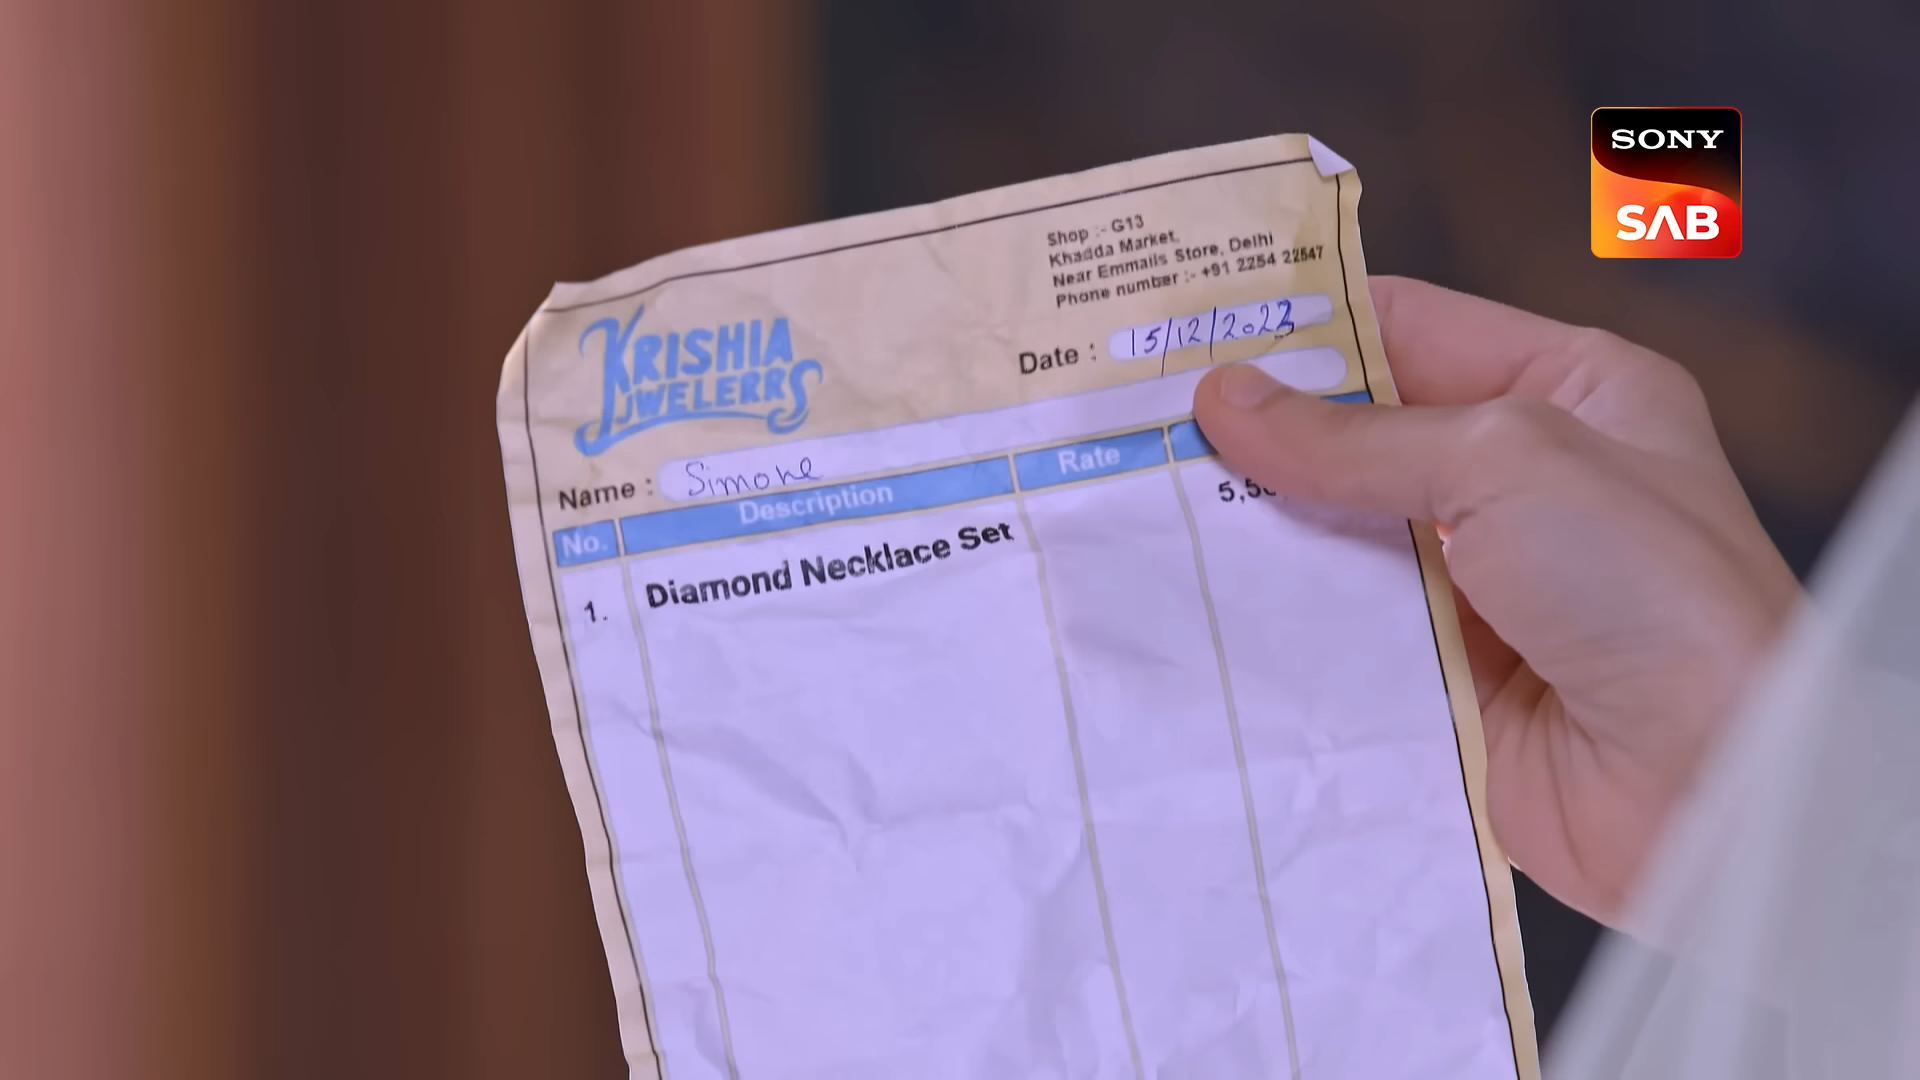 SONY
SAB
Shop :- G13
Khadda Market,
Near Emmails Store, Delhi
Phone number :- +91 2254 22547
KRISHIA
JWELERRS
Date : 15/12/2023
Name : Simone
No. Description Rate
1. Diamond Necklace Set